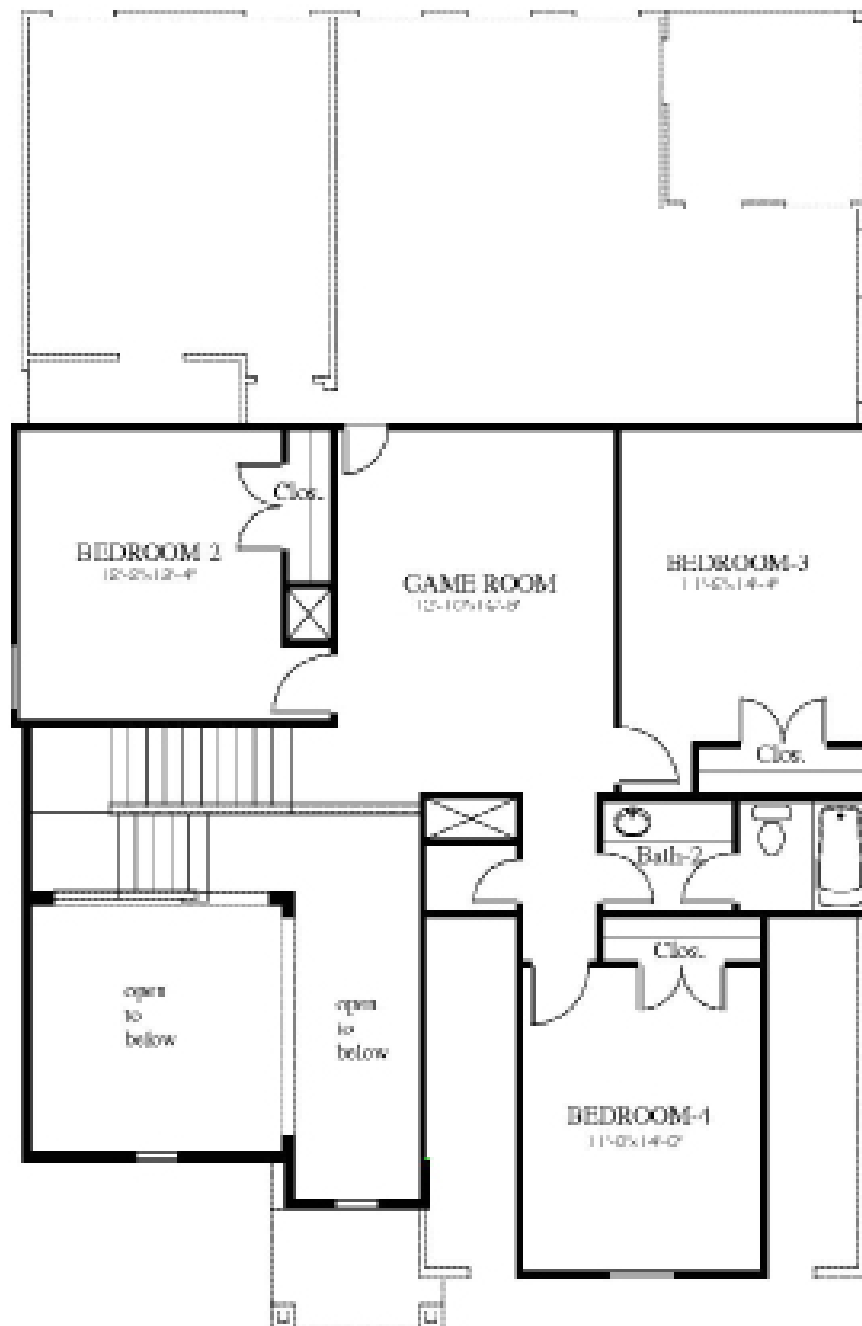 Clos.
BEDROOM-2
GAME ROOM
BEDROOM-3
Clos.
Bath-2
Clos.
open
to
below
open
to
below
BEDROOM-4